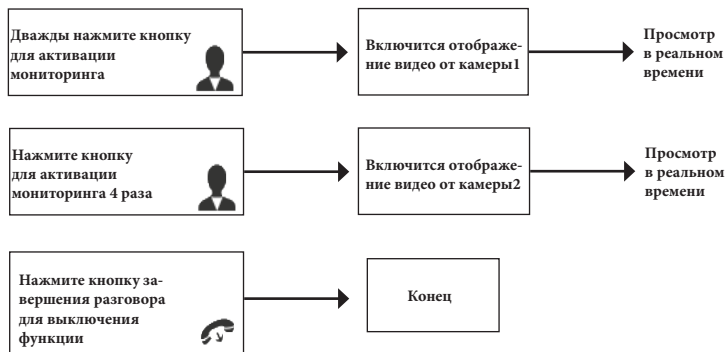 Дважды нажмите кнопку
для активации
мониторинга
Включится отображе-
ние видео от камеры1
Просмотр
в реальном
времени
Нажмите кнопку
для активации
мониторинга 4 раза
Включится отображе-
ние видео от камеры2
Просмотр
в реальном
времени
Нажмите кнопку за-
вершения разговора
для выключения
функции
Конец